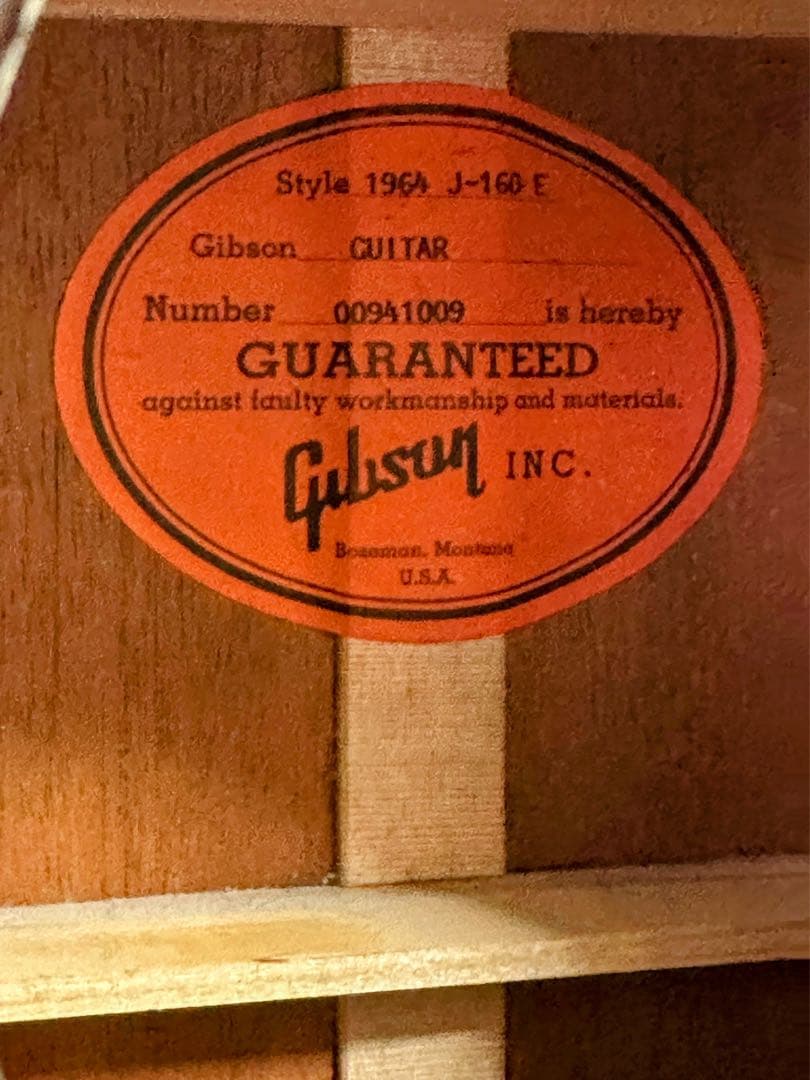 Style 1964 J-160 E
Gibson GUITAR
Number 00941009 is hereby
GUARANTEED
against faulty workmanship and materials.
Gibson INC.
Bozeman, Montana
U.S.A.